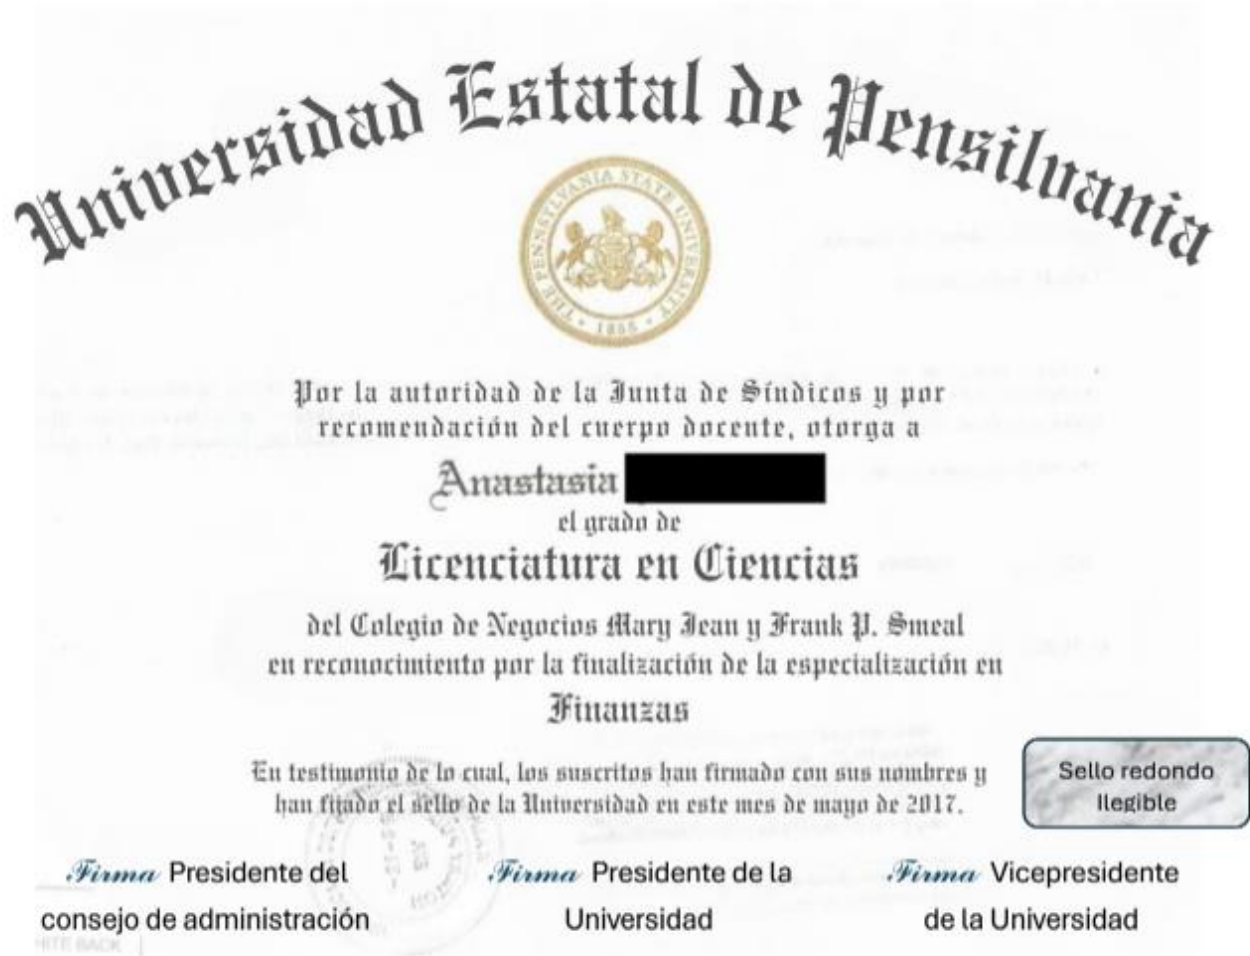 Universidad Estatal de Pensilvania
THE PENNSYLVANIA STATE UNIVERSITY
1855
Por la autoridad de la Junta de Síndicos y por
recomendación del cuerpo docente, otorga a
Anastasia
el grado de
Licenciatura en Ciencias
del Colegio de Negocios Mary Jean y Frank P. Smeal
en reconocimiento por la finalización de la especialización en
Finanzas
En testimonio de lo cual, los suscritos han firmado con sus nombres y
han fijado el sello de la Universidad en este mes de mayo de 2017.
Sello redondo
Ilegible
Firma Presidente del
consejo de administración
Firma Presidente de la
Universidad
Firma Vicepresidente
de la Universidad